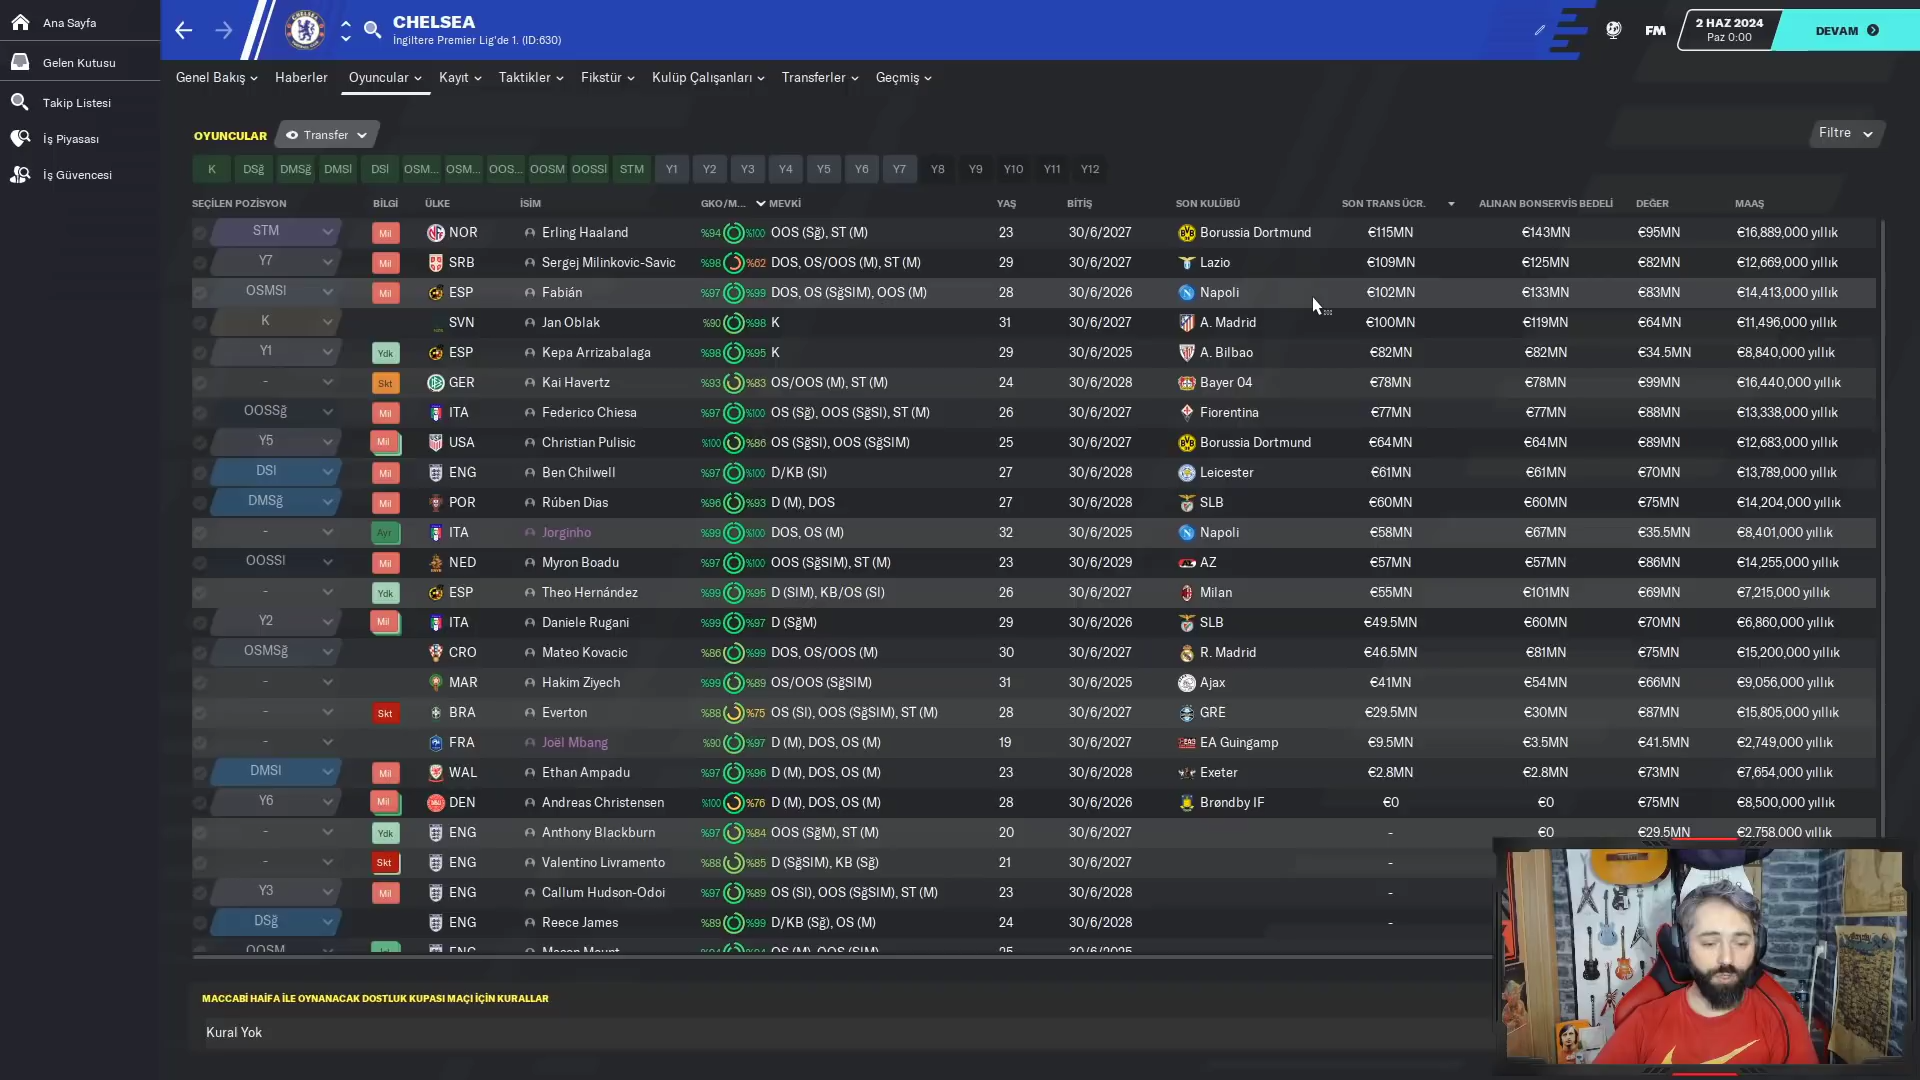 Ana Sayfa
Gelen Kutusu
Takip Listesi
İş Piyasası
İş Güvencesi
CHELSEA
İngiltere Premier Lig'de 1. (ID:630)
FM
2 HAZ 2024
Paz 0:00
DEVAM
Genel Bakış Haberler Oyuncular Kayıt Taktikler Fikstür Kulüp Çalışanları Transferler Geçmiş
OYUNCULAR Transfer Filtre
K DSğ DMSğ DMSl DSl OSM... OSM... OOS... OOSM OOSSl STM Y1 Y2 Y3 Y4 Y5 Y6 Y7 Y8 Y9 Y10 Y11 Y12
SEÇİLEN POZİSYON BİLGİ ÜLKE İSİM GKO/M... MEVKİ YAŞ BİTİŞ SON KULÜBÜ SON TRANS ÜCR. ALINAN BONSERVİS BEDELİ DEĞER MAAŞ
STM Mil NOR Erling Haaland %94 %100 OOS (Sğ), ST (M) 23 30/6/2027 Borussia Dortmund €115MN €143MN €95MN €16,889,000 yıllık
Y7 Mil SRB Sergej Milinkovic-Savic %98 %62 DOS, OS/OOS (M), ST (M) 29 30/6/2027 Lazio €109MN €125MN €82MN €12,669,000 yıllık
OSMSl Mil ESP Fabián %97 %99 DOS, OS (SğSlM), OOS (M) 28 30/6/2026 Napoli €102MN €133MN €83MN €14,413,000 yıllık
K SVN Jan Oblak %90 %98 K 31 30/6/2027 A. Madrid €100MN €119MN €64MN €11,496,000 yıllık
Y1 Ydk ESP Kepa Arrizabalaga %98 %95 K 29 30/6/2025 A. Bilbao €82MN €82MN €34.5MN €8,840,000 yıllık
- Skt GER Kai Havertz %93 %83 OS/OOS (M), ST (M) 24 30/6/2028 Bayer 04 €78MN €78MN €99MN €16,440,000 yıllık
OOSSğ Mil ITA Federico Chiesa %97 %100 OS (Sğ), OOS (SğSl), ST (M) 26 30/6/2027 Fiorentina €77MN €77MN €88MN €13,338,000 yıllık
Y5 Mil USA Christian Pulisic %100 %86 OS (SğSl), OOS (SğSlM) 25 30/6/2027 Borussia Dortmund €64MN €64MN €89MN €12,683,000 yıllık
DSl Mil ENG Ben Chilwell %97 %100 D/KB (Sl) 27 30/6/2028 Leicester €61MN €61MN €70MN €13,789,000 yıllık
DMSğ Mil POR Rúben Dias %96 %93 D (M), DOS 27 30/6/2028 SLB €60MN €60MN €75MN €14,204,000 yıllık
- Ayr ITA Jorginho %99 %100 DOS, OS (M) 32 30/6/2025 Napoli €58MN €67MN €35.5MN €8,401,000 yıllık
OOSSl Mil NED Myron Boadu %97 %100 OOS (SğSlM), ST (M) 23 30/6/2029 AZ €57MN €57MN €86MN €14,255,000 yıllık
- Ydk ESP Theo Hernández %99 %95 D (SlM), KB/OS (Sl) 26 30/6/2027 Milan €55MN €101MN €69MN €7,215,000 yıllık
Y2 Mil ITA Daniele Rugani %99 %97 D (SğM) 29 30/6/2026 SLB €49.5MN €60MN €70MN €6,860,000 yıllık
OSMSğ CRO Mateo Kovacic %86 %99 DOS, OS/OOS (M) 30 30/6/2027 R. Madrid €46.5MN €81MN €75MN €15,200,000 yıllık
- MAR Hakim Ziyech %99 %89 OS/OOS (SğSlM) 31 30/6/2025 Ajax €41MN €54MN €66MN €9,056,000 yıllık
- Skt BRA Everton %88 %75 OS (Sl), OOS (SğSlM), ST (M) 28 30/6/2027 GRE €29.5MN €30MN €87MN €15,805,000 yıllık
- FRA Joël Mbang %90 %97 D (M), DOS, OS (M) 19 30/6/2027 EA Guingamp €9.5MN €3.5MN €41.5MN €2,749,000 yıllık
DMSl Mil WAL Ethan Ampadu %97 %96 D (M), DOS, OS (M) 23 30/6/2028 Exeter €2.8MN €2.8MN €73MN €7,654,000 yıllık
Y6 Mil DEN Andreas Christensen %100 %76 D (M), DOS, OS (M) 28 30/6/2026 Brøndby IF €0 €0 €75MN €8,500,000 yıllık
- Ydk ENG Anthony Blackburn %97 %84 OOS (SğM), ST (M) 20 30/6/2027 - €0 €29.5MN €2,758,000 yıllık
- Skt ENG Valentino Livramento %88 %85 D (SğSlM), KB (Sğ) 21 30/6/2027 -
Y3 Mil ENG Callum Hudson-Odoi %97 %89 OS (Sl), OOS (SğSlM), ST (M) 23 30/6/2028 -
DSğ ENG Reece James %89 %99 D/KB (Sğ), OS (M) 24 30/6/2028 -
OOSM ENG Mason Mount OS (M), OOS (SlM) 25 30/6/2025
MACCABİ HAİFA İLE OYNANACAK DOSTLUK KUPASI MAÇI İÇİN KURALLAR
Kural Yok